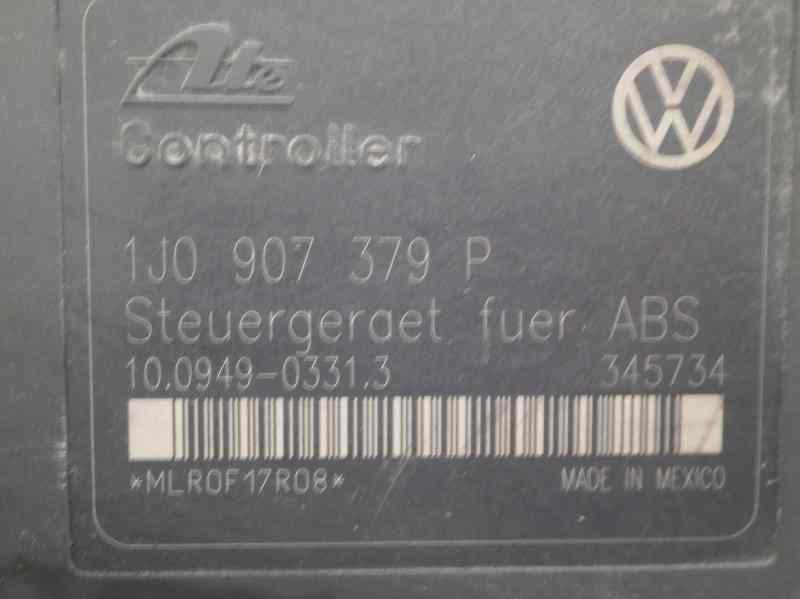 Ate
Controller
1J0 907 379 P
Steuergeraet fuer ABS
10.0949-0331.3 345734
*MLR0F17R08* MADE IN MEXICO